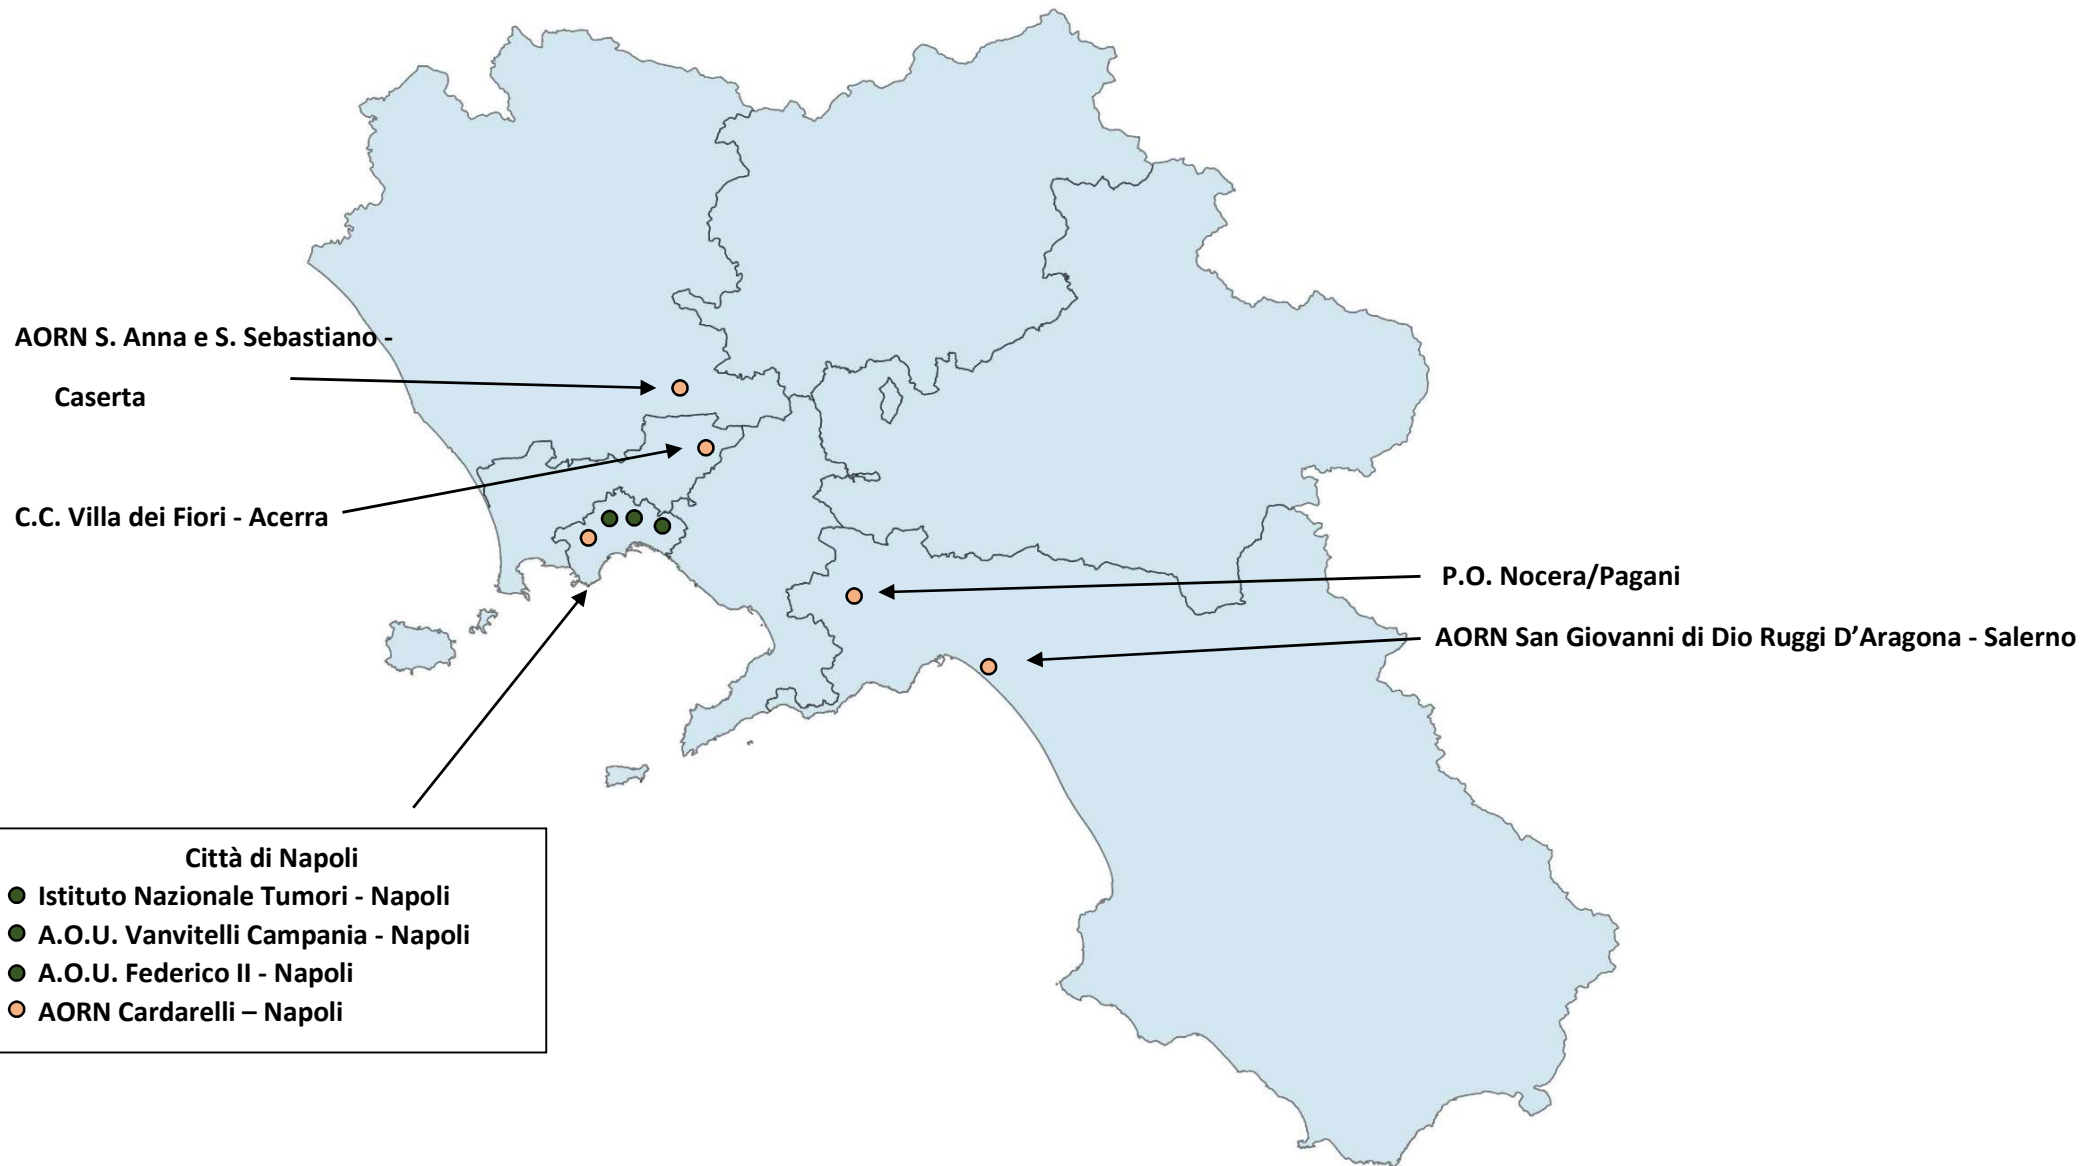 AORN S. Anna e S. Sebastiano -
Caserta
C.C. Villa dei Fiori - Acerra
P.O. Nocera/Pagani
AORN San Giovanni di Dio Ruggi D’Aragona - Salerno
Città di Napoli
Istituto Nazionale Tumori - Napoli
A.O.U. Vanvitelli Campania - Napoli
A.O.U. Federico II - Napoli
AORN Cardarelli – Napoli